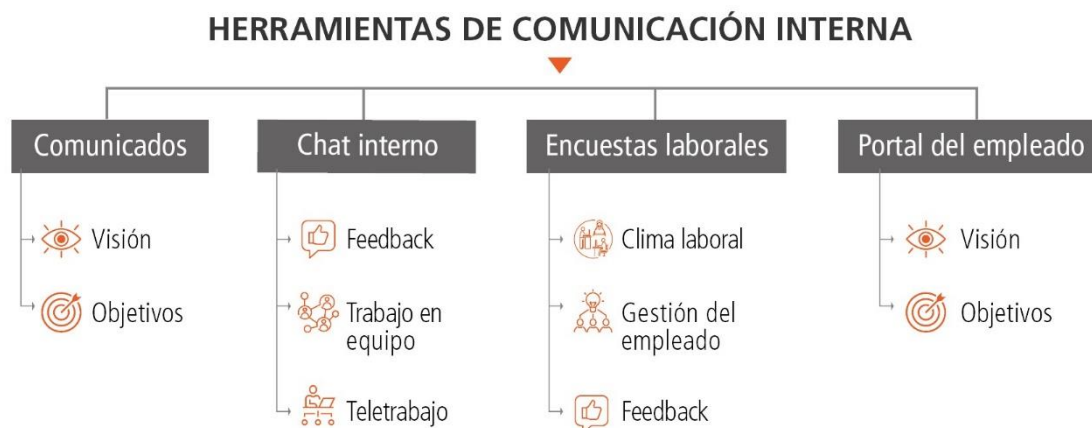 HERRAMIENTAS DE COMUNICACIÓN INTERNA
Comunicados
Visión
Objetivos
Chat interno
Feedback
Trabajo en
equipo
Teletrabajo
Encuestas laborales
Clima laboral
Gestión del
empleado
Feedback
Portal del empleado
Visión
Objetivos